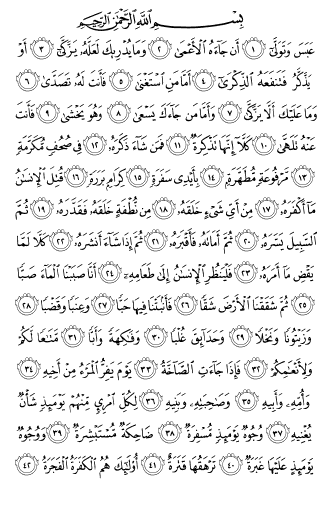 بِسْمِ ٱللَّهِ ٱلرَّحْمَٰنِ ٱلرَّحِيمِ
عَبَسَ وَتَوَلَّىٰٓ ١ أَن جَآءَهُ ٱلْأَعْمَىٰ ٢ وَمَا يُدْرِيكَ لَعَلَّهُۥ يَزَّكَّىٰٓ ٣ أَوْ
يَذَّكَّرُ فَتَنفَعَهُ ٱلذِّكْرَىٰٓ ٤ أَمَّا مَنِ ٱسْتَغْنَىٰ ٥ فَأَنتَ لَهُۥ تَصَدَّىٰ ٦
وَمَا عَلَيْكَ أَلَّا يَزَّكَّىٰ ٧ وَأَمَّا مَن جَآءَكَ يَسْعَىٰ ٨ وَهُوَ يَخْشَىٰ ٩ فَأَنتَ
عَنْهُ تَلَهَّىٰ ١٠ كَلَّآ إِنَّهَا تَذْكِرَةٌ ١١ فَمَن شَآءَ ذَكَرَهُۥ ١٢ فِى صُحُفٍ مُّكَرَّمَةٍ
١٣ مَّرْفُوعَةٍ مُّطَهَّرَةٍۭ ١٤ بِأَيْدِى سَفَرَةٍ ١٥ كِرَامٍۭ بَرَرَةٍ ١٦ قُتِلَ ٱلْإِنسَٰنُ
مَآ أَكْفَرَهُۥ ١٧ مِنْ أَىِّ شَىْءٍ خَلَقَهُۥ ١٨ مِن نُّطْفَةٍ خَلَقَهُۥ فَقَدَّرَهُۥ ١٩ ثُمَّ
ٱلسَّبِيلَ يَسَّرَهُۥ ٢٠ ثُمَّ أَمَاتَهُۥ فَأَقْبَرَهُۥ ٢١ ثُمَّ إِذَا شَآءَ أَنشَرَهُۥ ٢٢ كَلَّا لَمَّا
يَقْضِ مَآ أَمَرَهُۥ ٢٣ فَلْيَنظُرِ ٱلْإِنسَٰنُ إِلَىٰ طَعَامِهِۦٓ ٢٤ أَنَّا صَبَبْنَا ٱلْمَآءَ صَبًّا
٢٥ ثُمَّ شَقَقْنَا ٱلْأَرْضَ شَقًّا ٢٦ فَأَنۢبَتْنَا فِيهَا حَبًّا ٢٧ وَعِنَبًا وَقَضْبًا ٢٨
وَزَيْتُونًا وَنَخْلًا ٢٩ وَحَدَآئِقَ غُلْبًا ٣٠ وَفَٰكِهَةً وَأَبًّا ٣١ مَّتَٰعًا لَّكُمْ
وَلِأَنْعَٰمِكُمْ ٣٢ فَإِذَا جَآءَتِ ٱلصَّآخَّةُ ٣٣ يَوْمَ يَفِرُّ ٱلْمَرْءُ مِنْ أَخِيهِ ٣٤
وَأُمِّهِۦ وَأَبِيهِ ٣٥ وَصَٰحِبَتِهِۦ وَبَنِيهِ ٣٦ لِكُلِّ ٱمْرِئٍ مِّنْهُمْ يَوْمَئِذٍ شَأْنٌ
يُغْنِيهِ ٣٧ وُجُوهٌ يَوْمَئِذٍ مُّسْفِرَةٌ ٣٨ ضَاحِكَةٌ مُّسْتَبْشِرَةٌ ٣٩ وَوُجُوهٌ
يَوْمَئِذٍ عَلَيْهَا غَبَرَةٌ ٤٠ تَرْهَقُهَا قَتَرَةٌ ٤١ أُو۟لَٰٓئِكَ هُمُ ٱلْكَفَرَةُ ٱلْفَجَرَةُ ٤٢